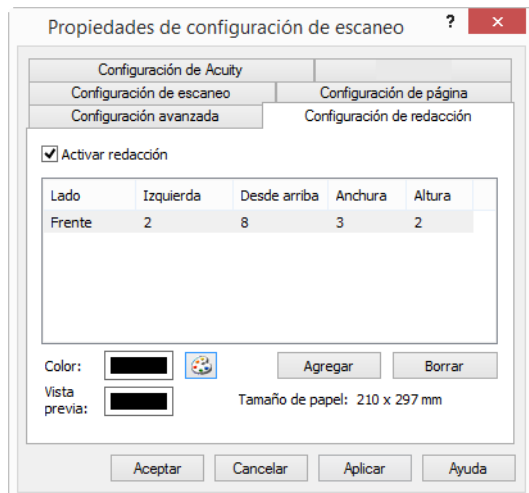 Propiedades de configuración de escaneo ? ×
Configuración de Acuity
Configuración de escaneo Configuración de página
Configuración avanzada Configuración de redacción
Activar redacción
Lado Izquierda Desde arriba Anchura Altura
Frente 2 8 3 2
Color: Agregar Borrar
Vista
previa: Tamaño de papel: 210 x 297 mm
Aceptar Cancelar Aplicar Ayuda